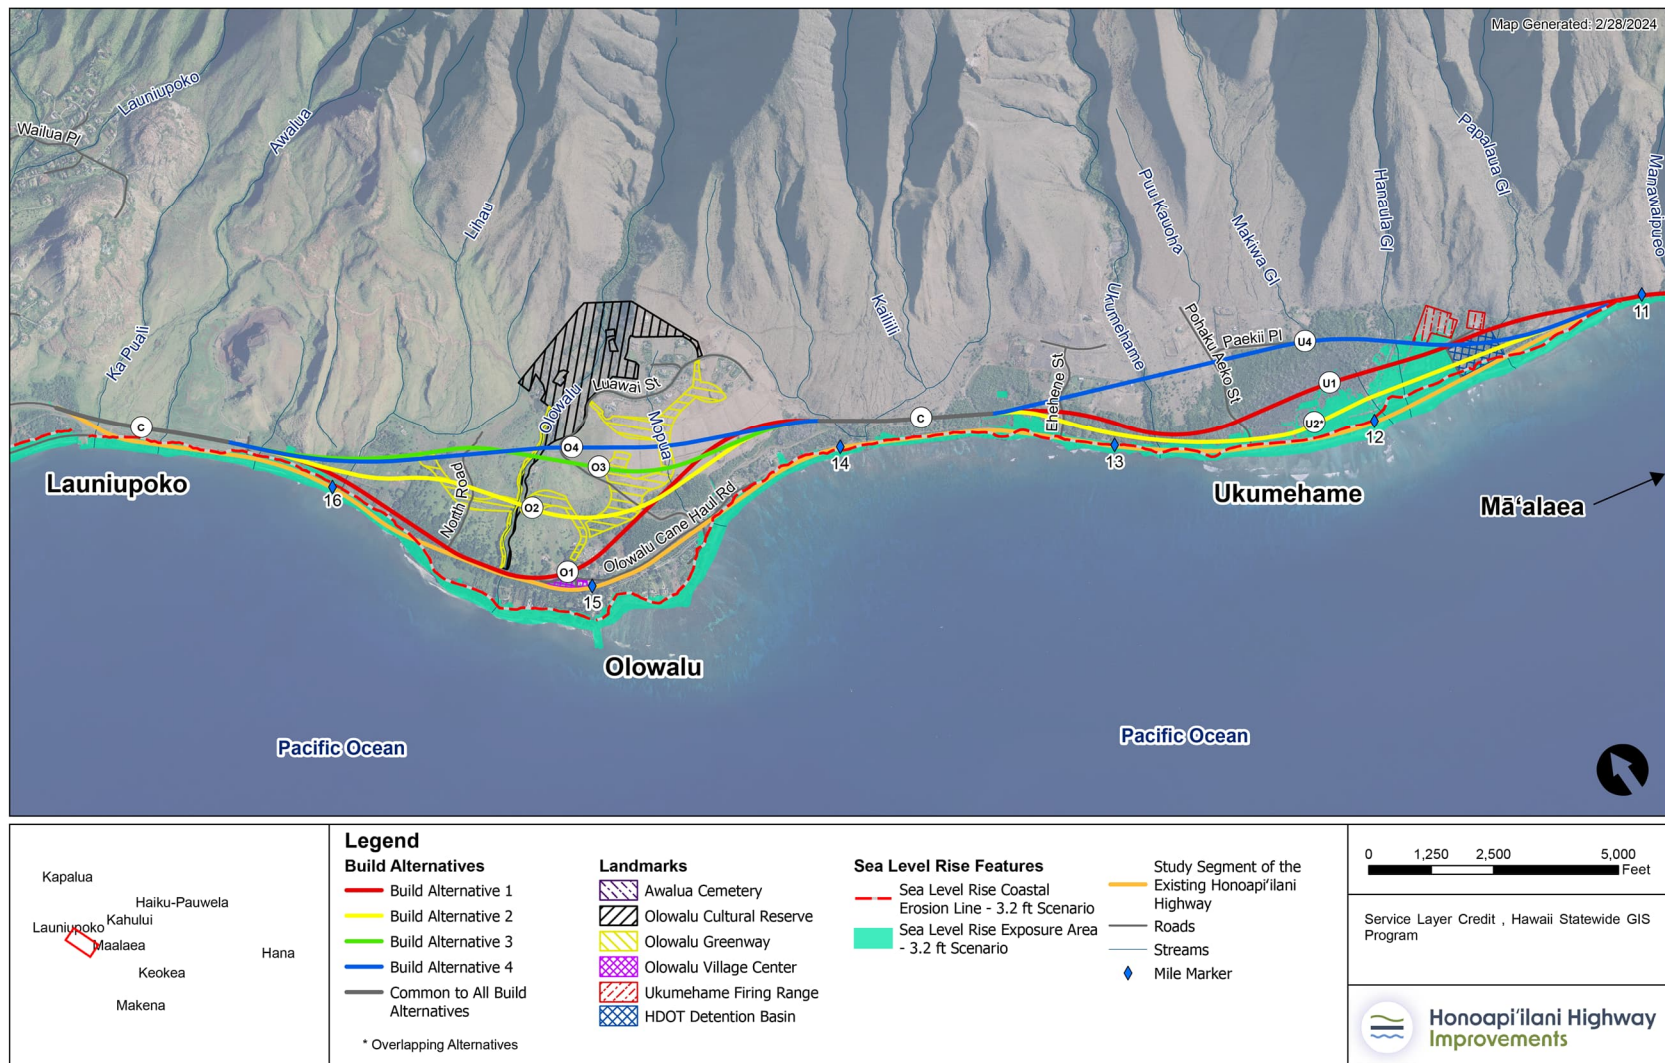 Map Generated: 2/28/2024
Launiupoko
Wailua Pl
Awalua
Lihau
Ka Puali
Papalaua Gl
Hanaula Gl
Manawaipueo
Puu Kauoha
Makiwa Gl
Ukumehame
Kailiili
Pohaku Aeko St
Paekii Pl
U4
11
Luawai St
Olowalu
Mopua
Ehehene St
U1
C
C
U2*
12
O4
O3
14
13
North Road
O2
16
Launiupoko
Ukumehame
Mā‘alaea
Olowalu Cane Haul Rd
O1
15
Olowalu
Pacific Ocean
Pacific Ocean
Kapalua
Haiku-Pauwela
Kahului
Launiupoko
Maalaea
Hana
Keokea
Makena
Legend
Build Alternatives
Build Alternative 1
Build Alternative 2
Build Alternative 3
Build Alternative 4
Common to All Build
Alternatives
* Overlapping Alternatives
Landmarks
Awalua Cemetery
Olowalu Cultural Reserve
Olowalu Greenway
Olowalu Village Center
Ukumehame Firing Range
HDOT Detention Basin
Sea Level Rise Features
Sea Level Rise Coastal
Erosion Line - 3.2 ft Scenario
Sea Level Rise Exposure Area
- 3.2 ft Scenario
Study Segment of the
Existing Honoapi‘ilani
Highway
Roads
Streams
Mile Marker
0 1,250 2,500 5,000
Feet
Service Layer Credit , Hawaii Statewide GIS
Program
Honoapi‘ilani Highway
Improvements